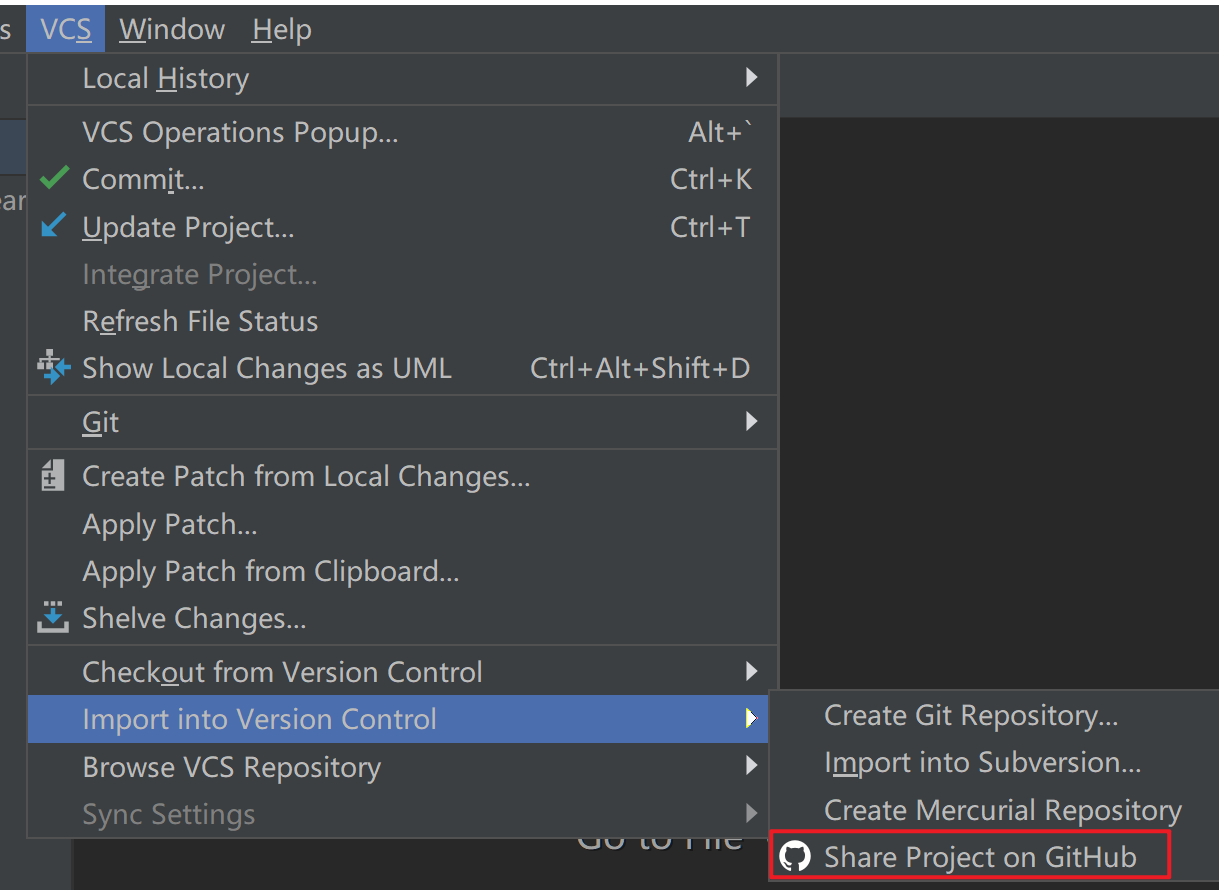 s VCS Window Help
Local History
VCS Operations Popup... Alt+`
Commit... Ctrl+K
Update Project... Ctrl+T
Integrate Project...
Refresh File Status
Show Local Changes as UML Ctrl+Alt+Shift+D
Git
Create Patch from Local Changes...
Apply Patch...
Apply Patch from Clipboard...
Shelve Changes...
Checkout from Version Control
Import into Version Control
Browse VCS Repository
Sync Settings
Create Git Repository...
Import into Subversion...
Create Mercurial Repository
Share Project on GitHub
Go to File